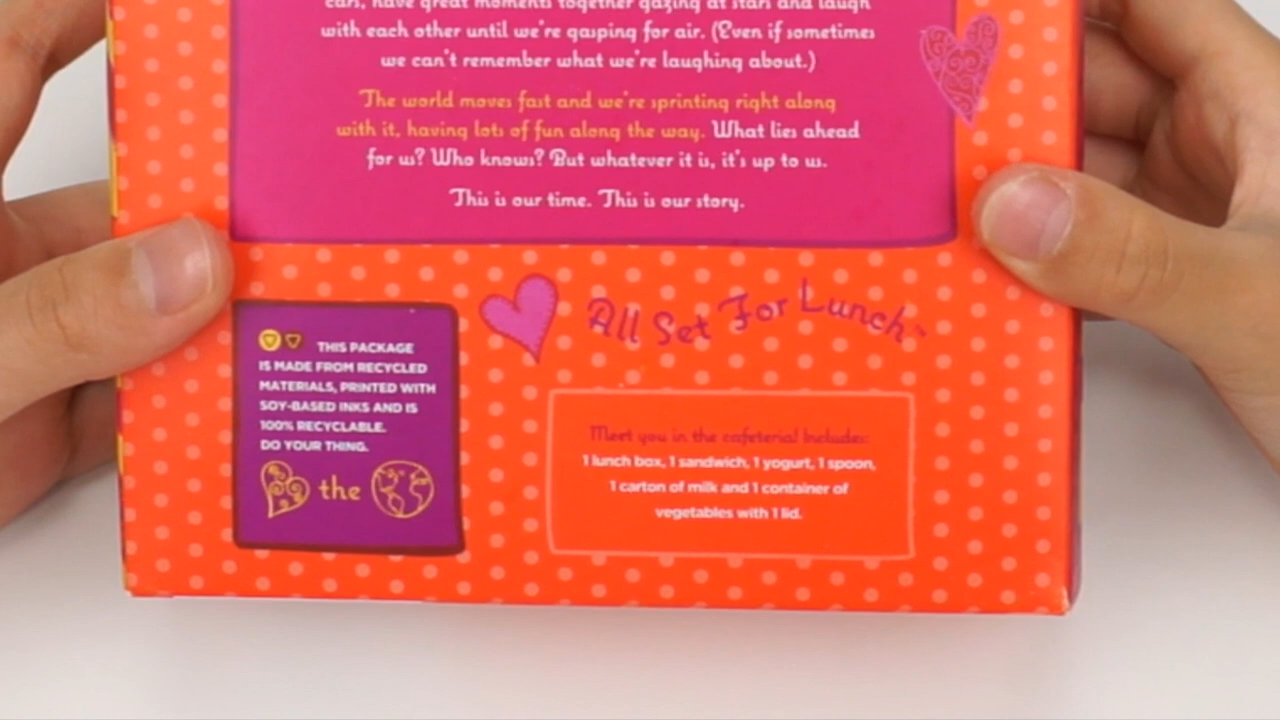 cars, have great moments together gazing at stars and laugh
with each other until we're gasping for air. (Even if sometimes
we can't remember what we're laughing about.)
The world moves fast and we're sprinting right along
with it, having lots of fun along the way. What lies ahead
for us? Who knows? But whatever it is, it's up to us.
This is our time. This is our story.
All Set For Lunch™
THIS PACKAGE
IS MADE FROM RECYCLED
MATERIALS, PRINTED WITH
SOY-BASED INKS AND IS
100% RECYCLABLE.
DO YOUR THING.
the
Meet you in the cafeteria! Includes:
1 lunch box, 1 sandwich, 1 yogurt, 1 spoon,
1 carton of milk and 1 container of
vegetables with 1 lid.